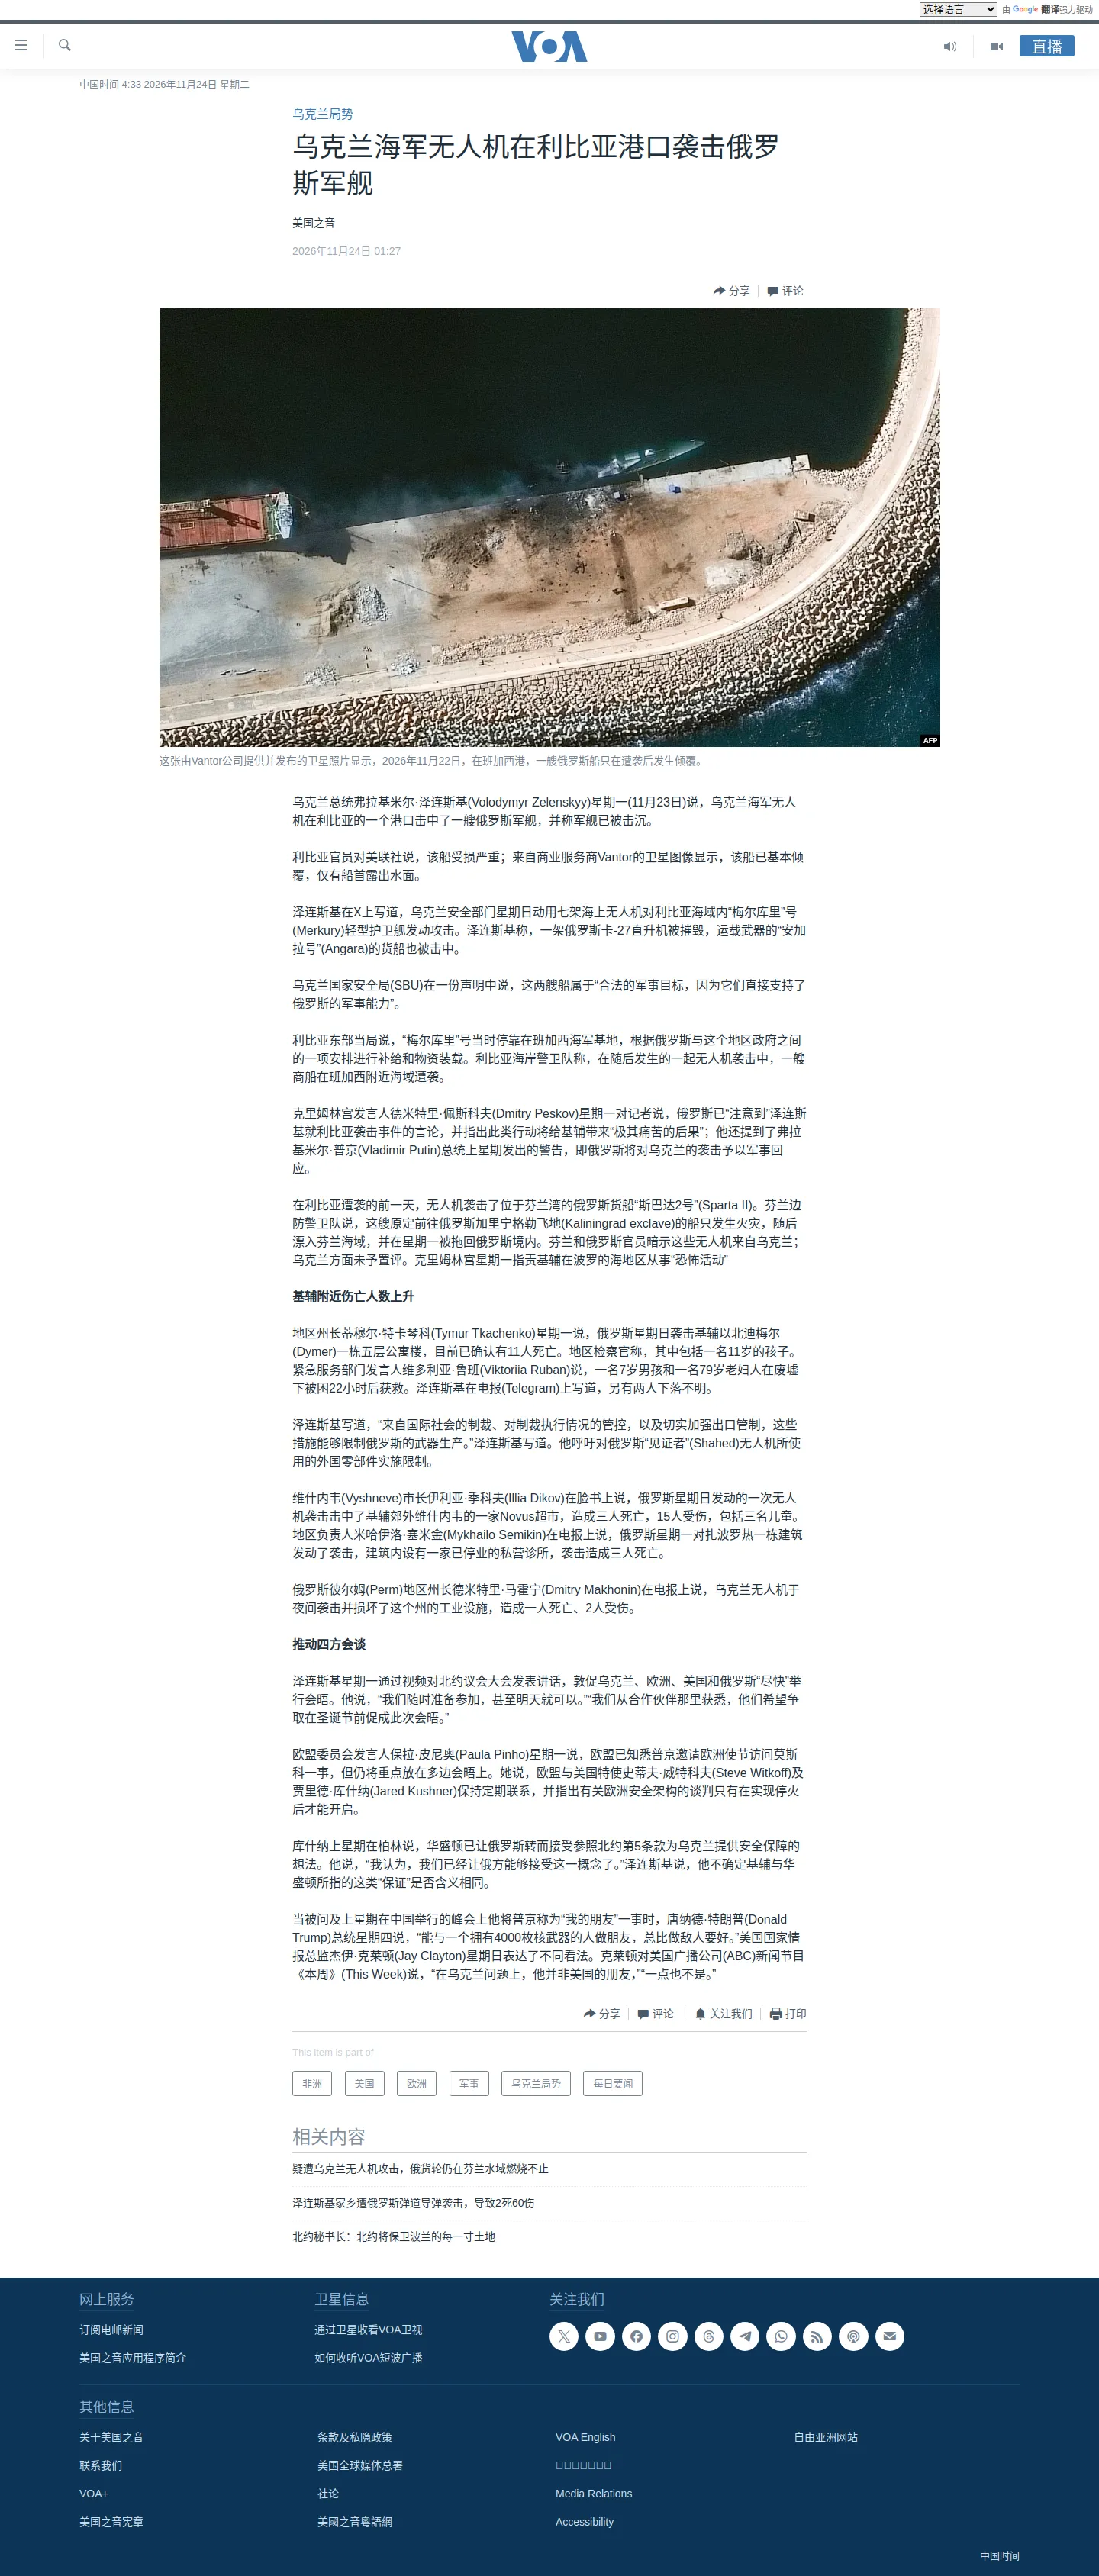 选择语言
由 Google 翻译强力驱动
VOA
直播
中国时间 4:33 2026年11月24日 星期二
乌克兰局势
乌克兰海军无人机在利比亚港口袭击俄罗
斯军舰
美国之音
2026年11月24日 01:27
分享
评论
AFP
这张由Vantor公司提供并发布的卫星照片显示，2026年11月22日，在班加西港，一艘俄罗斯船只在遭袭后发生倾覆。
乌克兰总统弗拉基米尔·泽连斯基(Volodymyr Zelenskyy)星期一(11月23日)说，乌克兰海军无人
机在利比亚的一个港口击中了一艘俄罗斯军舰，并称军舰已被击沉。
利比亚官员对美联社说，该船受损严重；来自商业服务商Vantor的卫星图像显示，该船已基本倾
覆，仅有船首露出水面。
泽连斯基在X上写道，乌克兰安全部门星期日动用七架海上无人机对利比亚海域内“梅尔库里”号
(Merkury)轻型护卫舰发动攻击。泽连斯基称，一架俄罗斯卡-27直升机被摧毁，运载武器的“安加
拉号”(Angara)的货船也被击中。
乌克兰国家安全局(SBU)在一份声明中说，这两艘船属于“合法的军事目标，因为它们直接支持了
俄罗斯的军事能力”。
利比亚东部当局说，“梅尔库里”号当时停靠在班加西海军基地，根据俄罗斯与这个地区政府之间
的一项安排进行补给和物资装载。利比亚海岸警卫队称，在随后发生的一起无人机袭击中，一艘
商船在班加西附近海域遭袭。
克里姆林宫发言人德米特里·佩斯科夫(Dmitry Peskov)星期一对记者说，俄罗斯已“注意到”泽连斯
基就利比亚袭击事件的言论，并指出此类行动将给基辅带来“极其痛苦的后果”；他还提到了弗拉
基米尔·普京(Vladimir Putin)总统上星期发出的警告，即俄罗斯将对乌克兰的袭击予以军事回
应。
在利比亚遭袭的前一天，无人机袭击了位于芬兰湾的俄罗斯货船“斯巴达2号”(Sparta II)。芬兰边
防警卫队说，这艘原定前往俄罗斯加里宁格勒飞地(Kaliningrad exclave)的船只发生火灾，随后
漂入芬兰海域，并在星期一被拖回俄罗斯境内。芬兰和俄罗斯官员暗示这些无人机来自乌克兰；
乌克兰方面未予置评。克里姆林宫星期一指责基辅在波罗的海地区从事“恐怖活动”
基辅附近伤亡人数上升
地区州长蒂穆尔·特卡琴科(Tymur Tkachenko)星期一说，俄罗斯星期日袭击基辅以北迪梅尔
(Dymer)一栋五层公寓楼，目前已确认有11人死亡。地区检察官称，其中包括一名11岁的孩子。
紧急服务部门发言人维多利亚·鲁班(Viktoriia Ruban)说，一名7岁男孩和一名79岁老妇人在废墟
下被困22小时后获救。泽连斯基在电报(Telegram)上写道，另有两人下落不明。
泽连斯基写道，“来自国际社会的制裁、对制裁执行情况的管控，以及切实加强出口管制，这些
措施能够限制俄罗斯的武器生产。”泽连斯基写道。他呼吁对俄罗斯“见证者”(Shahed)无人机所使
用的外国零部件实施限制。
维什内韦(Vyshneve)市长伊利亚·季科夫(Illia Dikov)在脸书上说，俄罗斯星期日发动的一次无人
机袭击击中了基辅郊外维什内韦的一家Novus超市，造成三人死亡，15人受伤，包括三名儿童。
地区负责人米哈伊洛·塞米金(Mykhailo Semikin)在电报上说，俄罗斯星期一对扎波罗热一栋建筑
发动了袭击，建筑内设有一家已停业的私营诊所，袭击造成三人死亡。
俄罗斯彼尔姆(Perm)地区州长德米特里·马霍宁(Dmitry Makhonin)在电报上说，乌克兰无人机于
夜间袭击并损坏了这个州的工业设施，造成一人死亡、2人受伤。
推动四方会谈
泽连斯基星期一通过视频对北约议会大会发表讲话，敦促乌克兰、欧洲、美国和俄罗斯“尽快”举
行会晤。他说，“我们随时准备参加，甚至明天就可以。”“我们从合作伙伴那里获悉，他们希望争
取在圣诞节前促成此次会晤。”
欧盟委员会发言人保拉·皮尼奥(Paula Pinho)星期一说，欧盟已知悉普京邀请欧洲使节访问莫斯
科一事，但仍将重点放在多边会晤上。她说，欧盟与美国特使史蒂夫·威特科夫(Steve Witkoff)及
贾里德·库什纳(Jared Kushner)保持定期联系，并指出有关欧洲安全架构的谈判只有在实现停火
后才能开启。
库什纳上星期在柏林说，华盛顿已让俄罗斯转而接受参照北约第5条款为乌克兰提供安全保障的
想法。他说，“我认为，我们已经让俄方能够接受这一概念了。”泽连斯基说，他不确定基辅与华
盛顿所指的这类“保证”是否含义相同。
当被问及上星期在中国举行的峰会上他将普京称为“我的朋友”一事时，唐纳德·特朗普(Donald
Trump)总统星期四说，“能与一个拥有4000枚核武器的人做朋友，总比做敌人要好。”美国国家情
报总监杰伊·克莱顿(Jay Clayton)星期日表达了不同看法。克莱顿对美国广播公司(ABC)新闻节目
《本周》(This Week)说，“在乌克兰问题上，他并非美国的朋友，”“一点也不是。”
分享
评论
关注我们
打印
This item is part of
非洲
美国
欧洲
军事
乌克兰局势
每日要闻
相关内容
疑遭乌克兰无人机攻击，俄货轮仍在芬兰水域燃烧不止
泽连斯基家乡遭俄罗斯弹道导弹袭击，导致2死60伤
北约秘书长：北约将保卫波兰的每一寸土地
网上服务
订阅电邮新闻
美国之音应用程序简介
卫星信息
通过卫星收看VOA卫视
如何收听VOA短波广播
关注我们
其他信息
关于美国之音
联系我们
VOA+
美国之音宪章
条款及私隐政策
美国全球媒体总署
社论
美國之音粵語網
VOA English
Media Relations
Accessibility
自由亚洲网站
中国时间